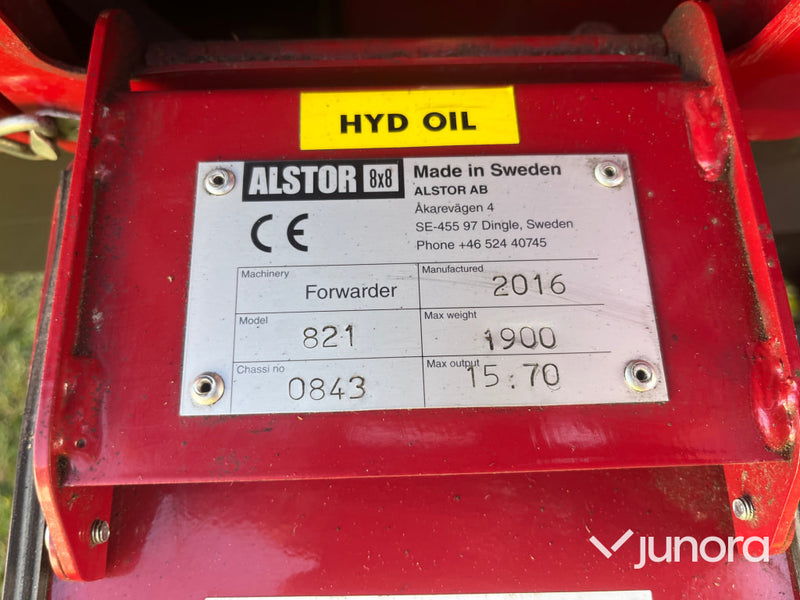 HYD OIL
ALSTOR 8x8
Made in Sweden
ALSTOR AB
Åkarevägen 4
SE-455 97 Dingle, Sweden
Phone +46 524 40745
CE
Machinery Forwarder
Manufactured 2016
Model 821
Max weight 1900
Chassi no 0843
Max output 15.70
junora